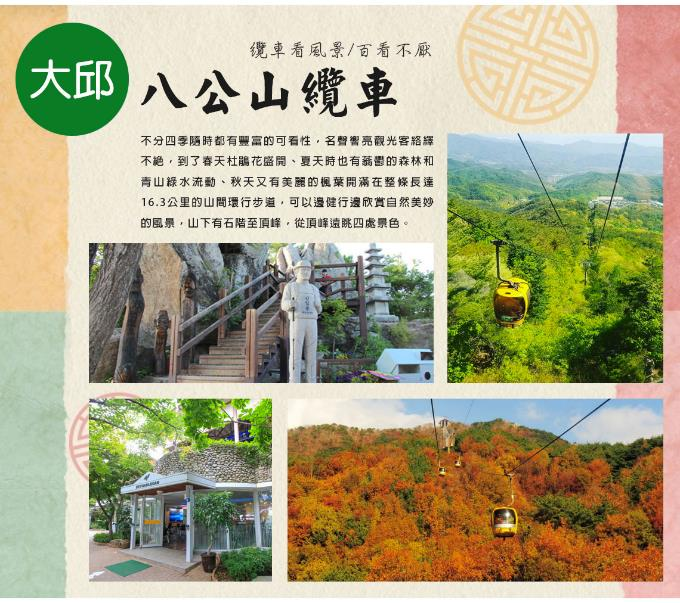 大邱
纜車看風景/百看不厭
八公山纜車
不分四季隨時都有豐富的可看性，名聲響亮觀光客絡繹
不絕，到了春天杜鵑花盛開、夏天時也有蓊鬱的森林和
青山綠水流動、秋天又有美麗的楓葉開滿在整條長達
16.3公里的山間環行步道，可以邊健行邊欣賞自然美妙
的風景，山下有石階至頂峰，從頂峰遠眺四處景色。